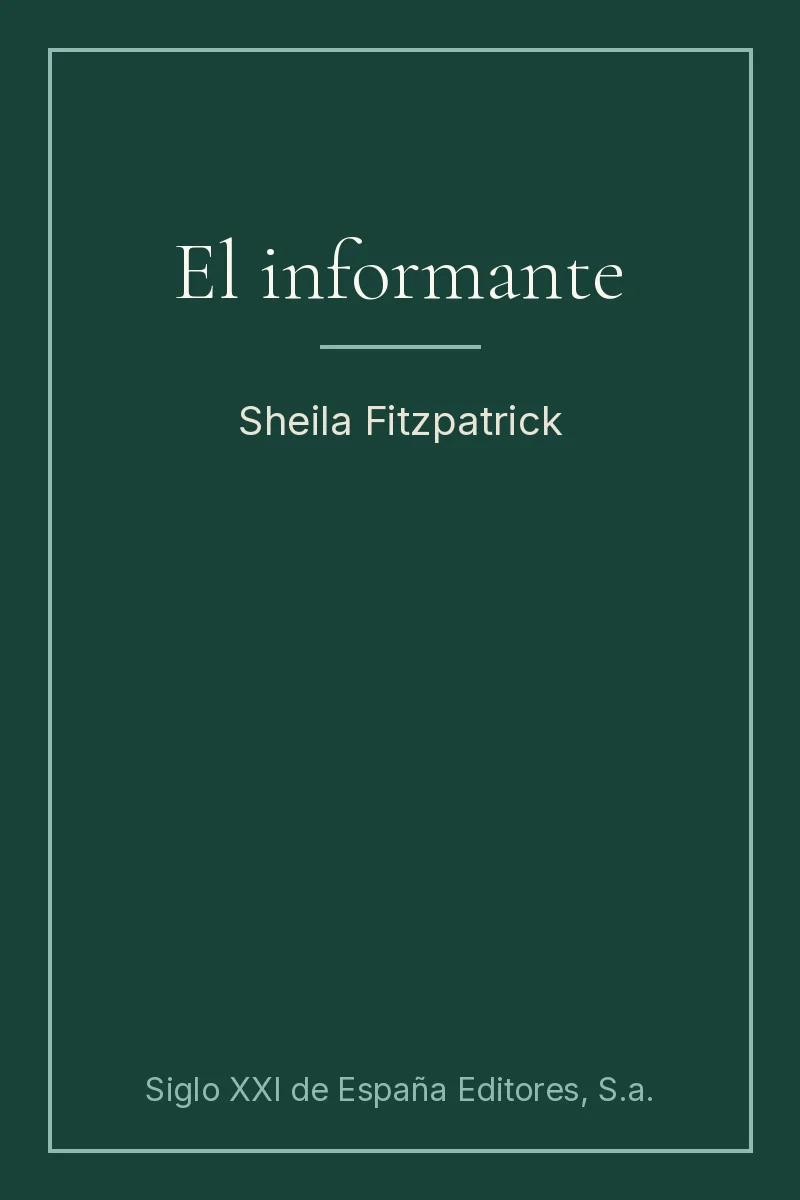 El informante
Sheila Fitzpatrick
Siglo XXI de España Editores, S.a.